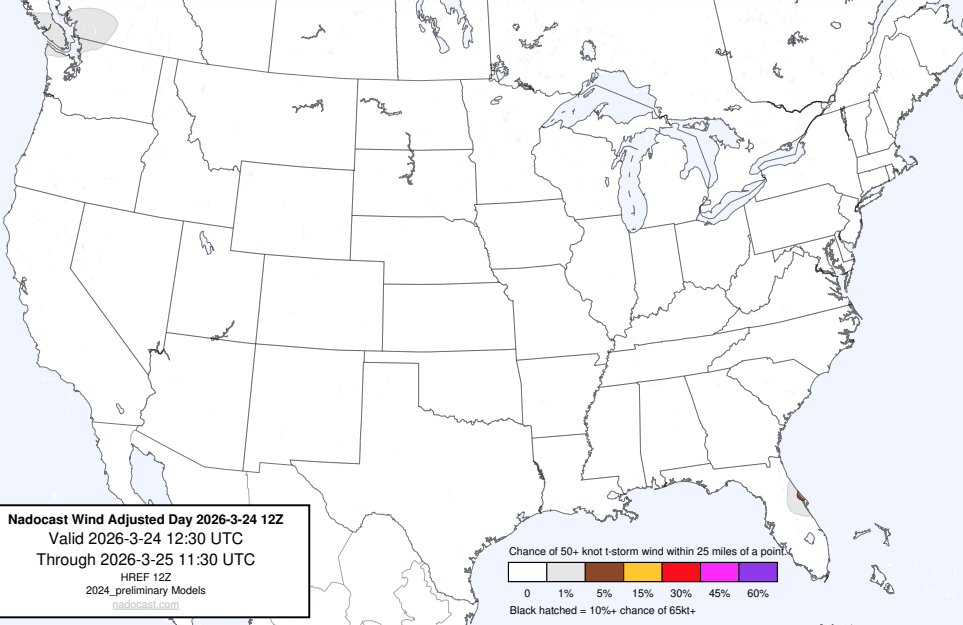 Nadocast Wind Adjusted Day 2026-3-24 12Z
Valid 2026-3-24 12:30 UTC
Through 2026-3-25 11:30 UTC
HREF 12Z
2024_preliminary Models
nadocast.com
Chance of 50+ knot t-storm wind within 25 miles of a point.
0 1% 5% 15% 30% 45% 60%
Black hatched = 10%+ chance of 65kt+